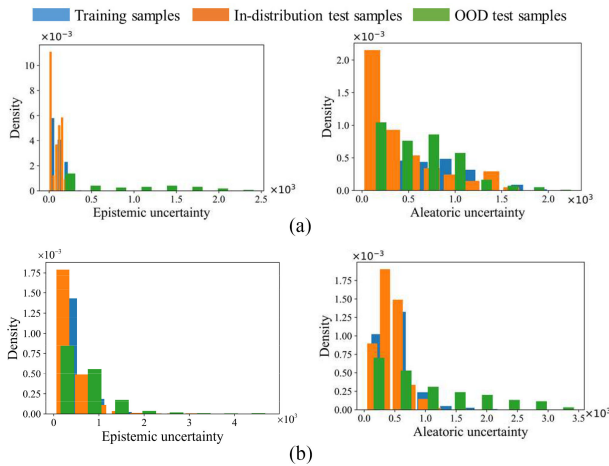 Training samples In-distribution test samples OOD test samples
×10⁻³ ×10⁻³
Density Density
10 8 6 4 2 0
2.0 1.5 1.0 0.5 0.0
0.0 0.5 1.0 1.5 2.0 2.5 ×10³
0.0 0.5 1.0 1.5 2.0 ×10³
Epistemic uncertainty Aleatoric uncertainty
(a)
×10⁻³ ×10⁻³
Density Density
1.75 1.50 1.25 1.00 0.75 0.50 0.25 0.00
1.75 1.50 1.25 1.00 0.75 0.50 0.25 0.00
0 1 2 3 4 ×10³
0.0 0.5 1.0 1.5 2.0 2.5 3.0 3.5 ×10³
Epistemic uncertainty Aleatoric uncertainty
(b)